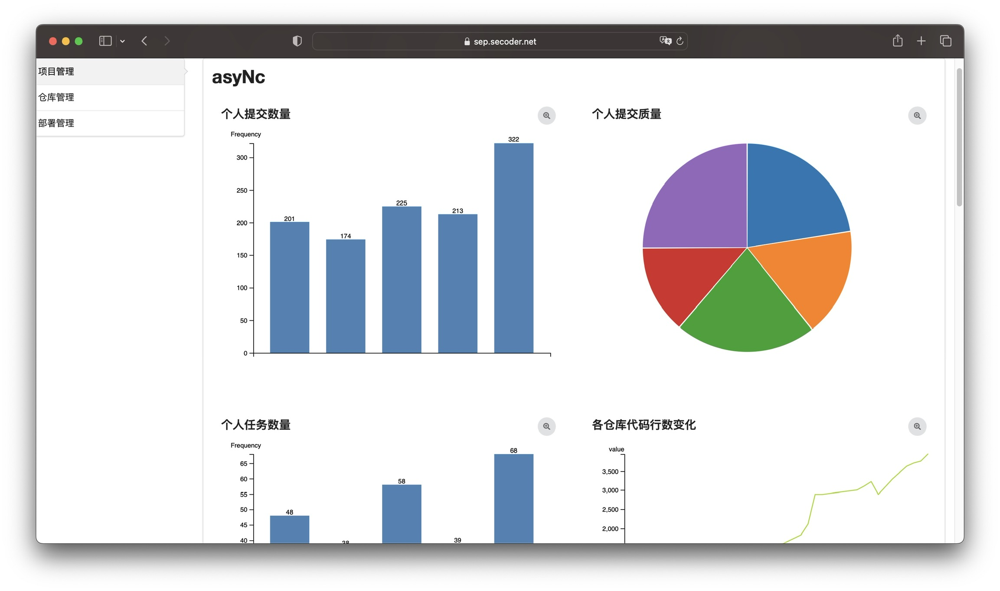 sep.secoder.net
项目管理
仓库管理
部署管理
asyNc
个人提交数量
Frequency
322
300
250
225
213
201
200
174
150
100
50
0
个人提交质量
个人任务数量
Frequency
68
65
60
58
55
50
48
45
40
38
39
各仓库代码行数变化
value
3,500
3,000
2,500
2,000